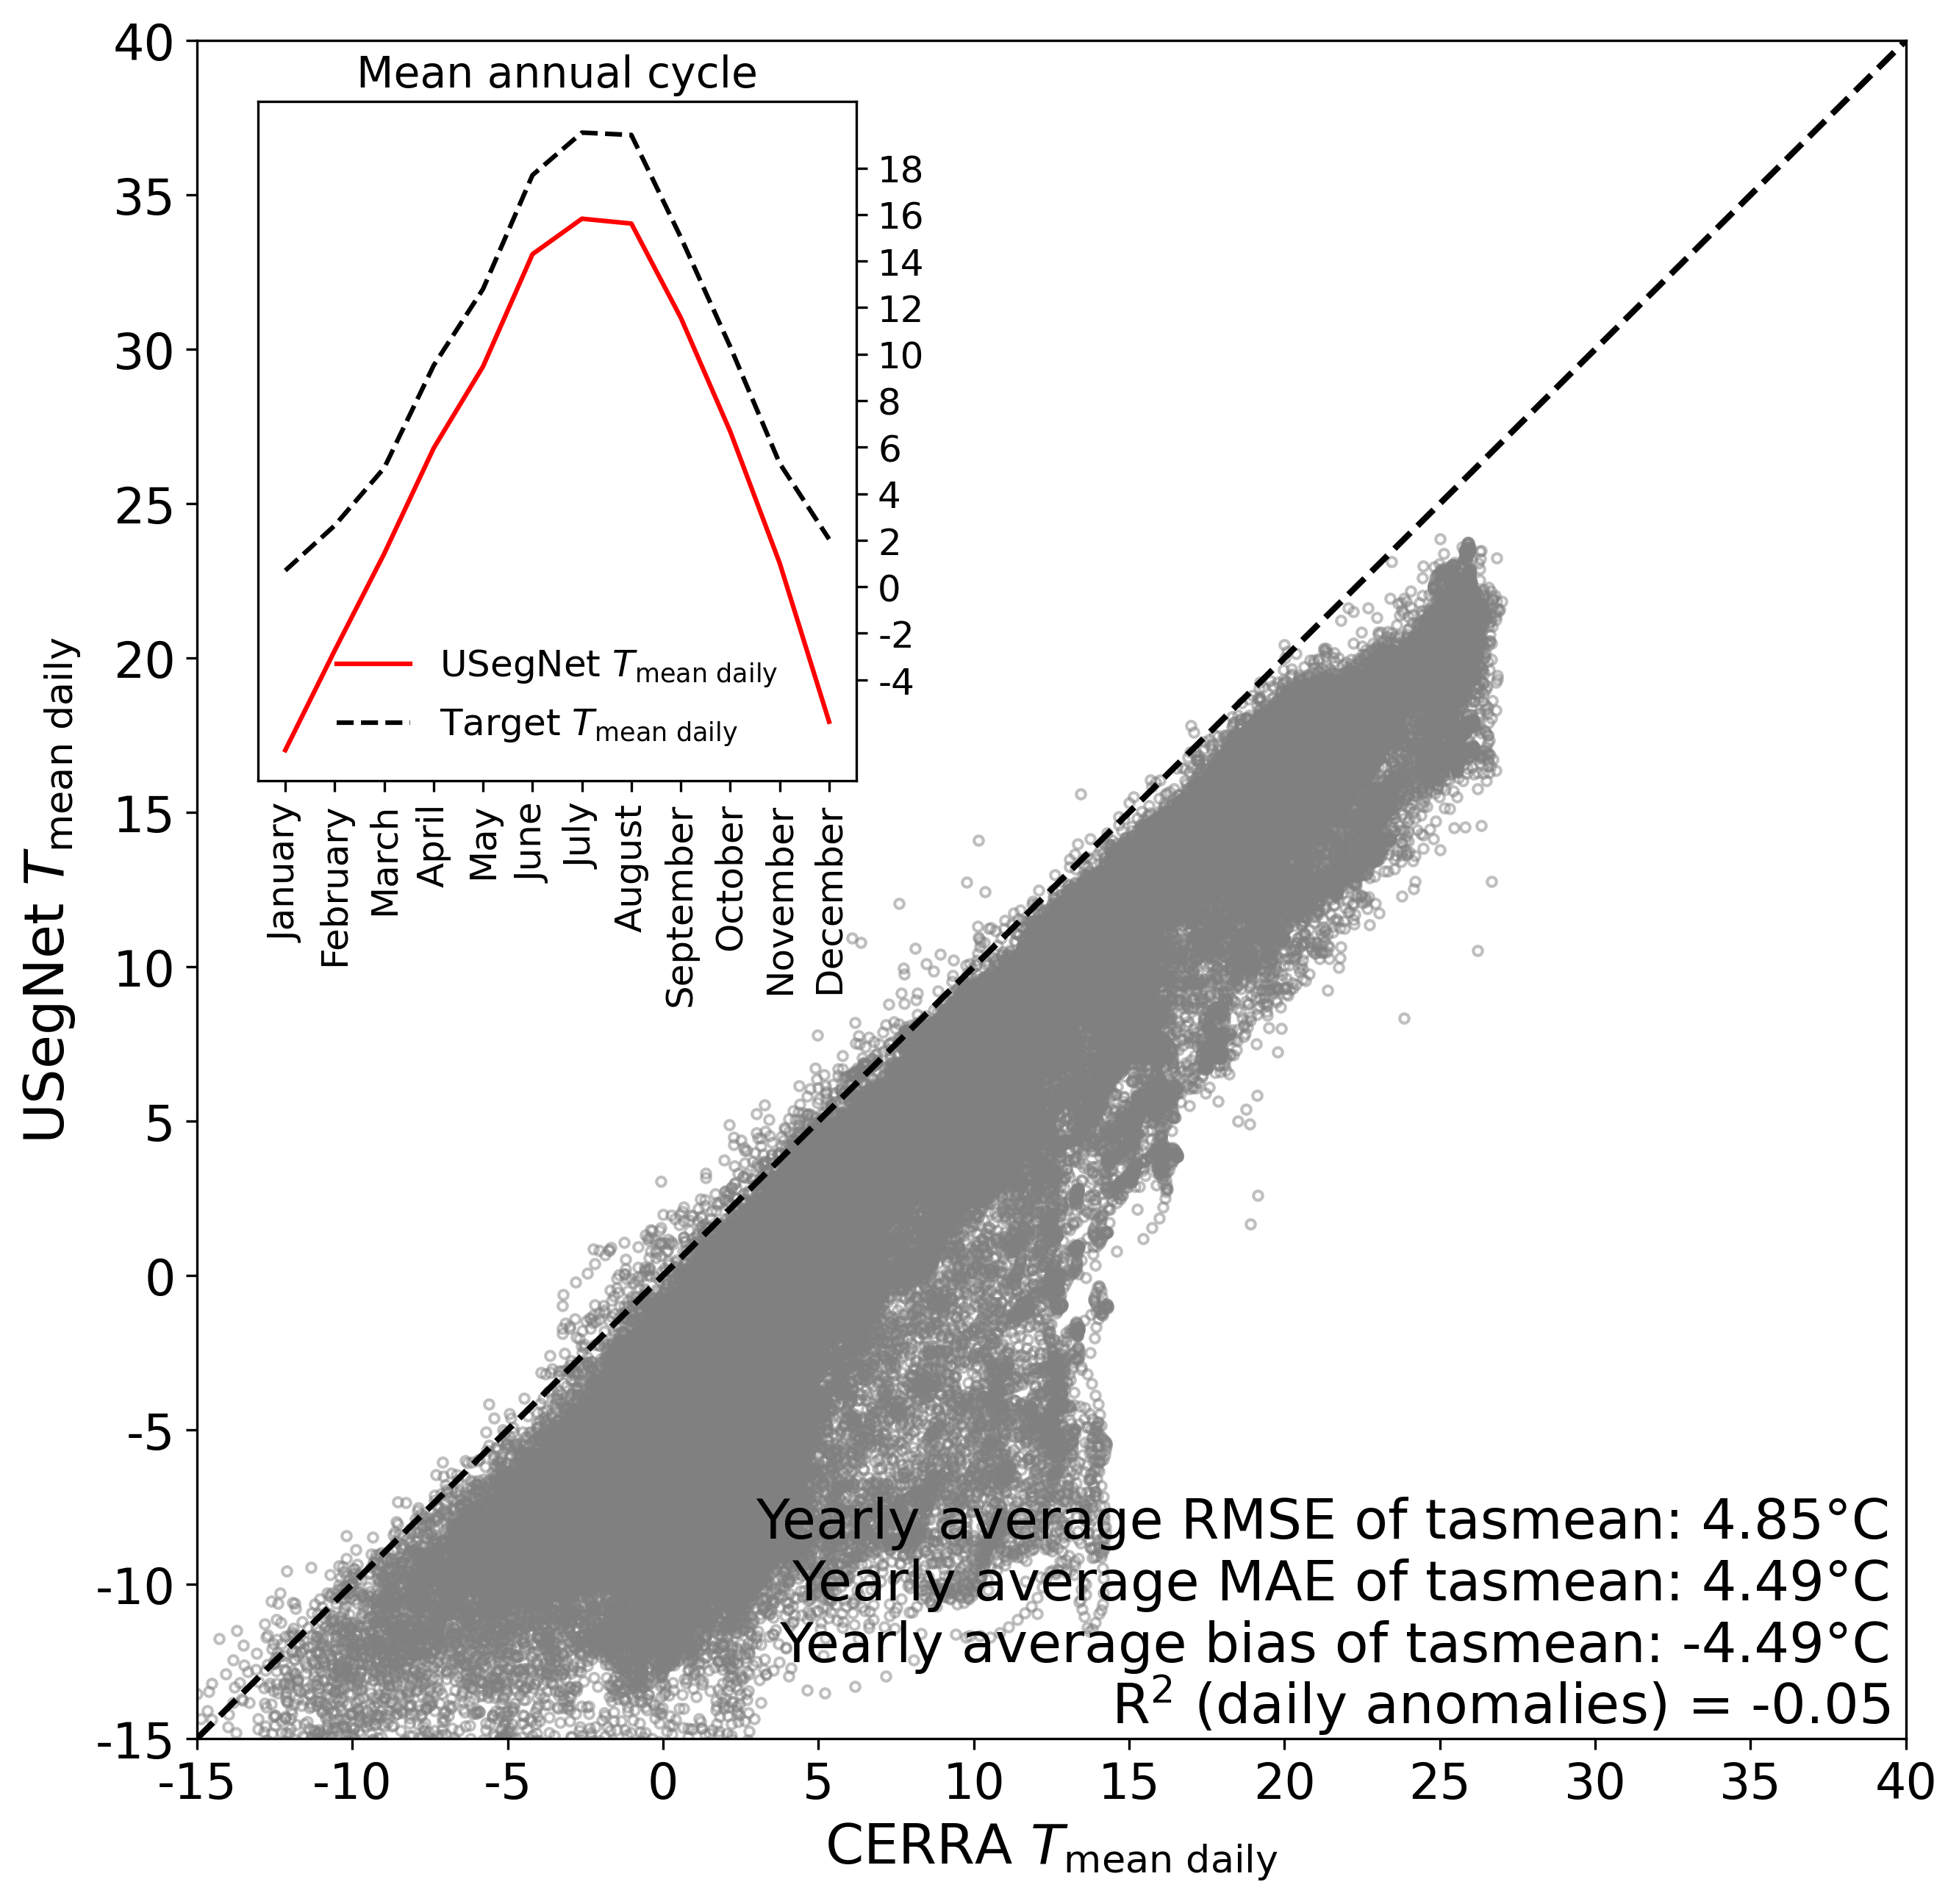 Mean annual cycle
40
35
30
25
20
15
10
5
0
-5
-10
-15
USegNet T mean daily
18
16
14
12
10
8
6
4
2
0
-2
-4
USegNet T mean daily
Target T mean daily
January
February
March
April
May
June
July
August
September
October
November
December
Yearly average RMSE of tasmean: 4.85°C
Yearly average MAE of tasmean: 4.49°C
Yearly average bias of tasmean: -4.49°C
R² (daily anomalies) = -0.05
-15
-10
-5
0
5
10
15
20
25
30
35
40
CERRA T mean daily